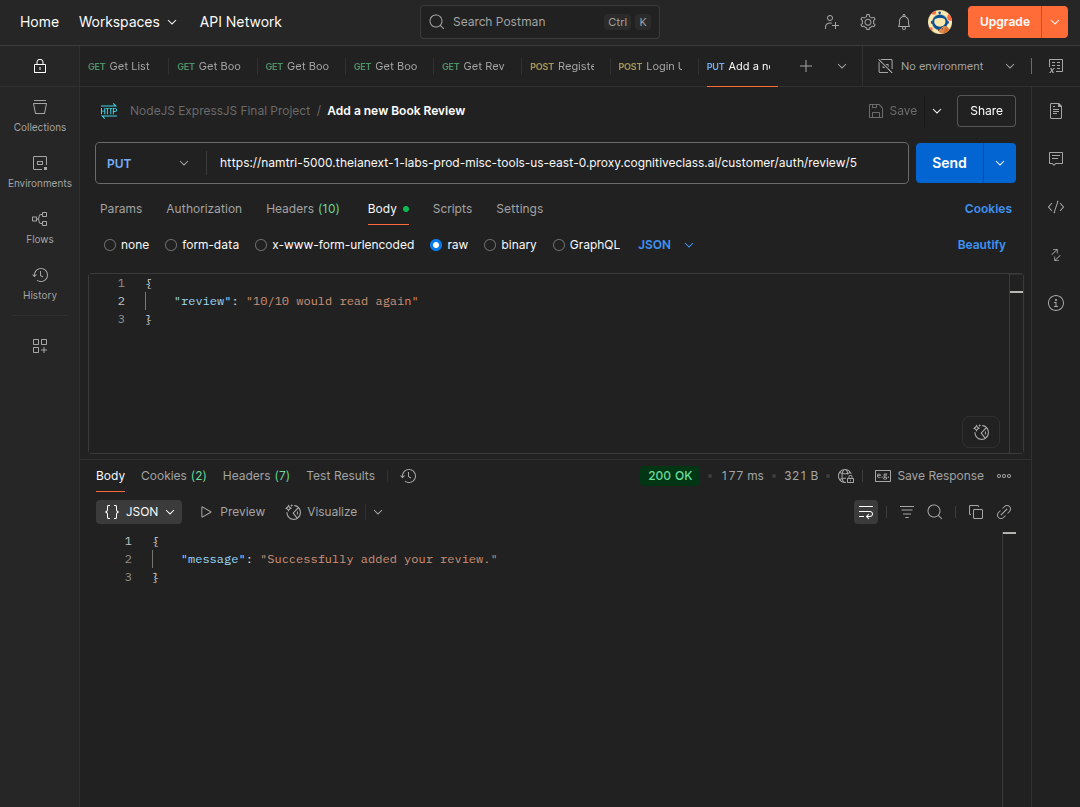 Home Workspaces API Network Search Postman Ctrl K Upgrade
GET Get List GET Get Boo GET Get Boo GET Get Boo GET Get Rev POST Registe POST Login U PUT Add a ne No environment
Collections
Environments
Flows
History
HTTP NodeJS ExpressJS Final Project / Add a new Book Review Save Share
PUT https://namtri-5000.theianext-1-labs-prod-misc-tools-us-east-0.proxy.cognitiveclass.ai/customer/auth/review/5 Send
Params Authorization Headers (10) Body Scripts Settings Cookies
none form-data x-www-form-urlencoded raw binary GraphQL JSON Beautify
1 {
2 "review": "10/10 would read again"
3 }
Body Cookies (2) Headers (7) Test Results 200 OK • 177 ms • 321 B • e.g. Save Response
{} JSON Preview Visualize
1 {
2 "message": "Successfully added your review."
3 }